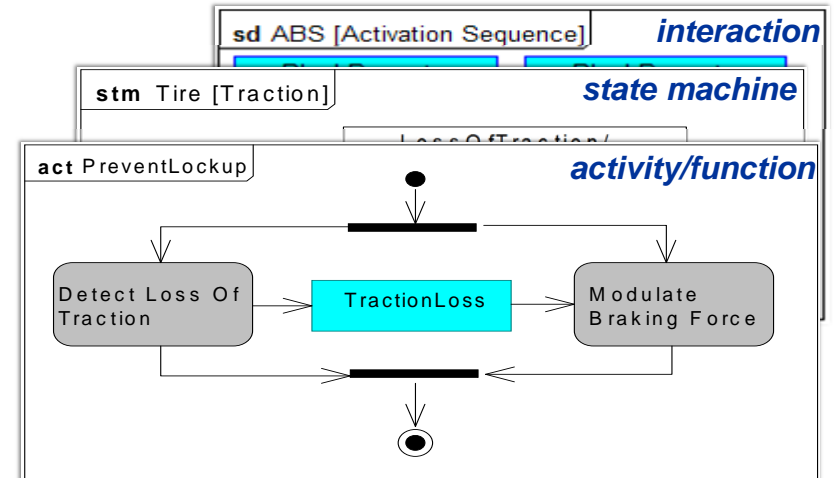 sd ABS [Activation Sequence]
interaction
stm Tire [Traction]
state machine
LossOfTraction/
act PreventLockup
activity/function
Detect Loss Of
Traction
TractionLoss
Modulate
Braking Force